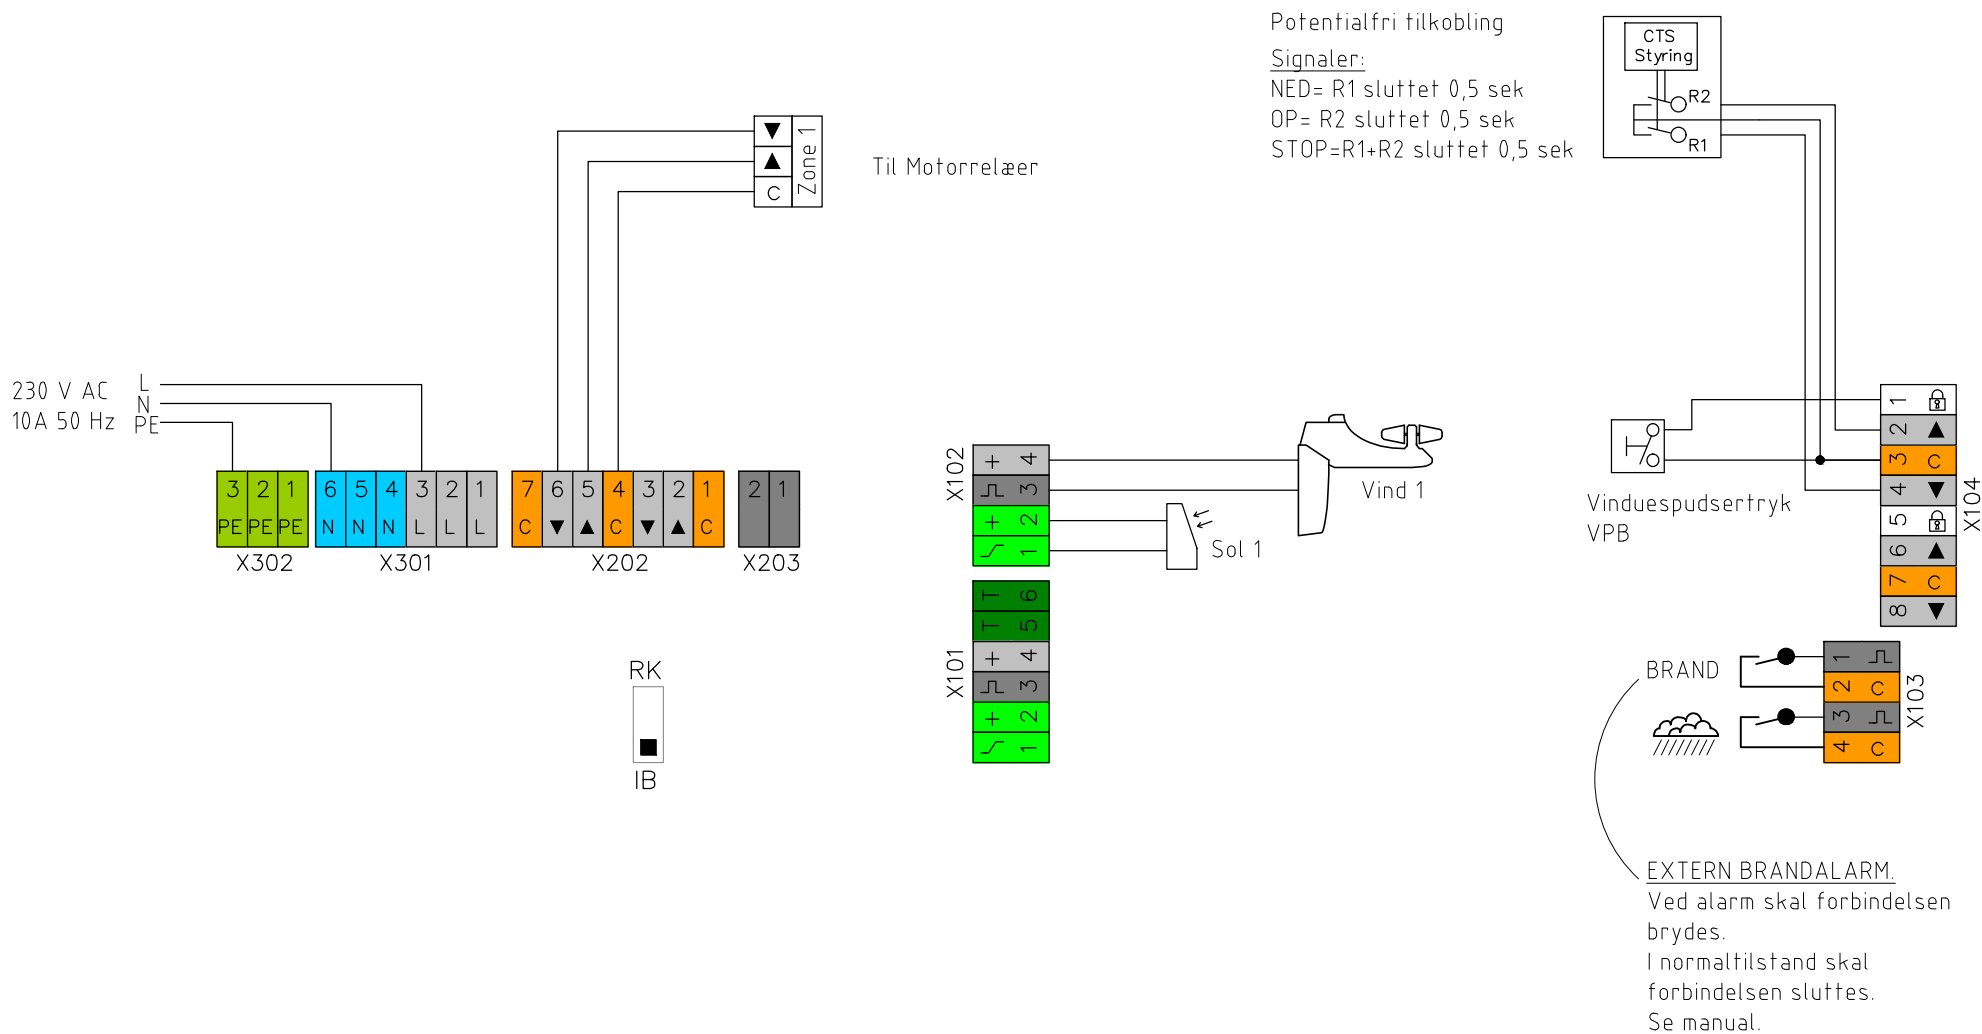 Potentialfri tilkobling
Signaler:
NED= R1 sluttet 0,5 sek
OP= R2 sluttet 0,5 sek
STOP=R1+R2 sluttet 0,5 sek
CTS
Styring
R2
R1
Zone 1
C
Til Motorrelæer
230 V AC
10A 50 Hz
L
N
PE
3 2 1
PE PE PE
X302
6 5 4 3 2 1
N N N L L L
X301
7 6 5 4 3 2 1
C C C
X202
2 1
X203
RK
IB
X102
+ 4
3
+ 2
1
Vind 1
Sol 1
X101
T 6
T 5
+ 4
3
+ 2
1
Vinduespudsertryk
VPB
1
2
3 C
4
5
6
7 C
8
X104
BRAND
1
2 C
3
4 C
X103
EXTERN BRANDALARM.
Ved alarm skal forbindelsen
brydes.
I normaltilstand skal
forbindelsen sluttes.
Se manual.